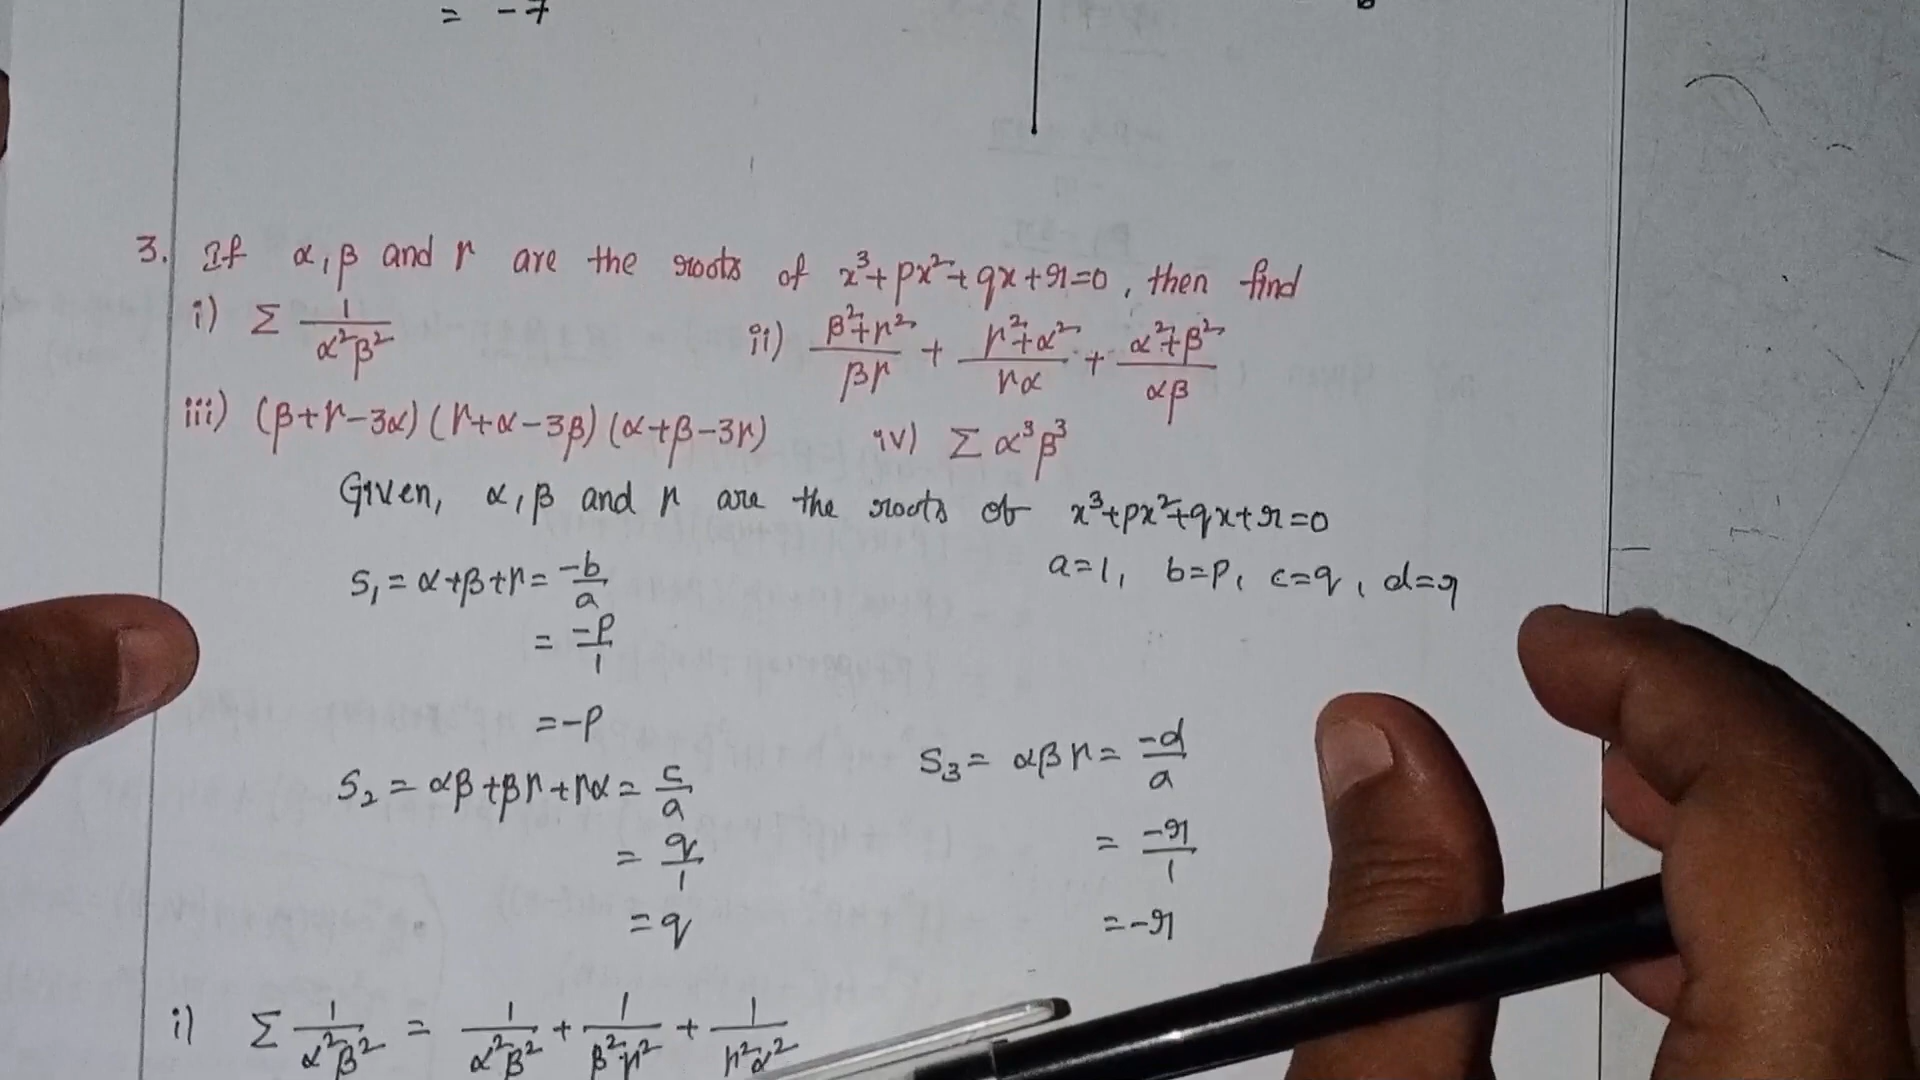 = -7
3. If α, β and γ are the roots of x³+px²+qx+r=0, then find
i) Σ 1/α²β² ii) β²+γ²/βγ + γ²+α²/γα + α²+β²/αβ
iii) (β+γ-3α)(γ+α-3β)(α+β-3γ) iv) Σ α³β³
Given, α, β and γ are the roots of x³+px²+qx+r=0
a=1, b=p, c=q, d=r
S₁ = α+β+γ = -b/a
= -p/1
= -p
S₂ = αβ+βγ+γα = c/a
= q/1
= q
S₃ = αβγ = -d/a
= -r/1
= -r
i) Σ 1/α²β² = 1/α²β² + 1/β²γ² + 1/γ²α²